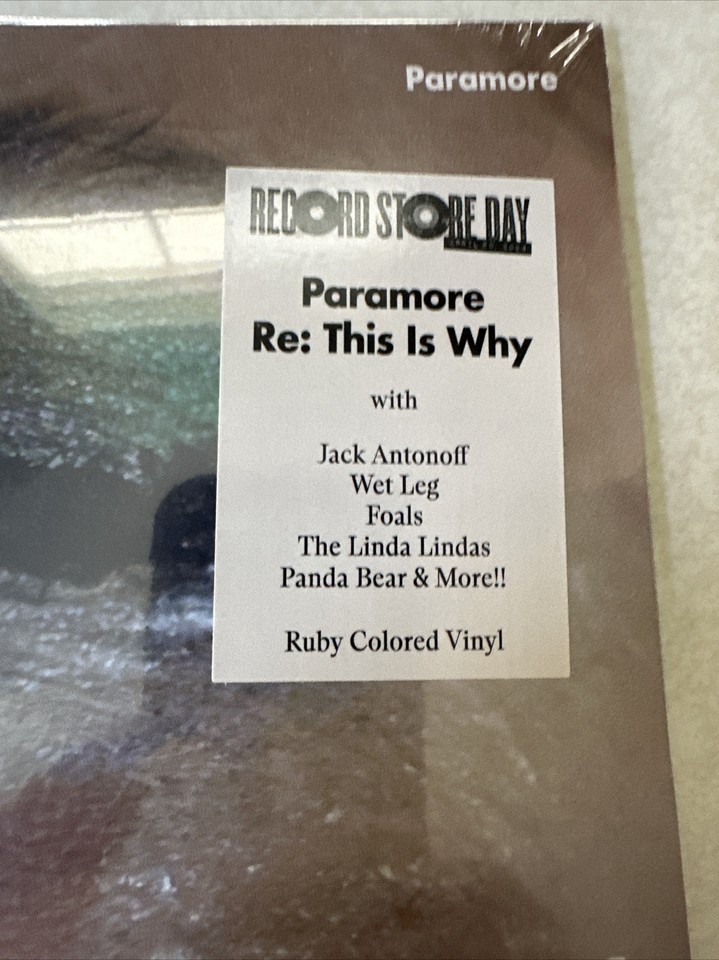 Paramore
RECORD STORE DAY
Paramore
Re: This Is Why
with
Jack Antonoff
Wet Leg
Foals
The Linda Lindas
Panda Bear & More!!
Ruby Colored Vinyl